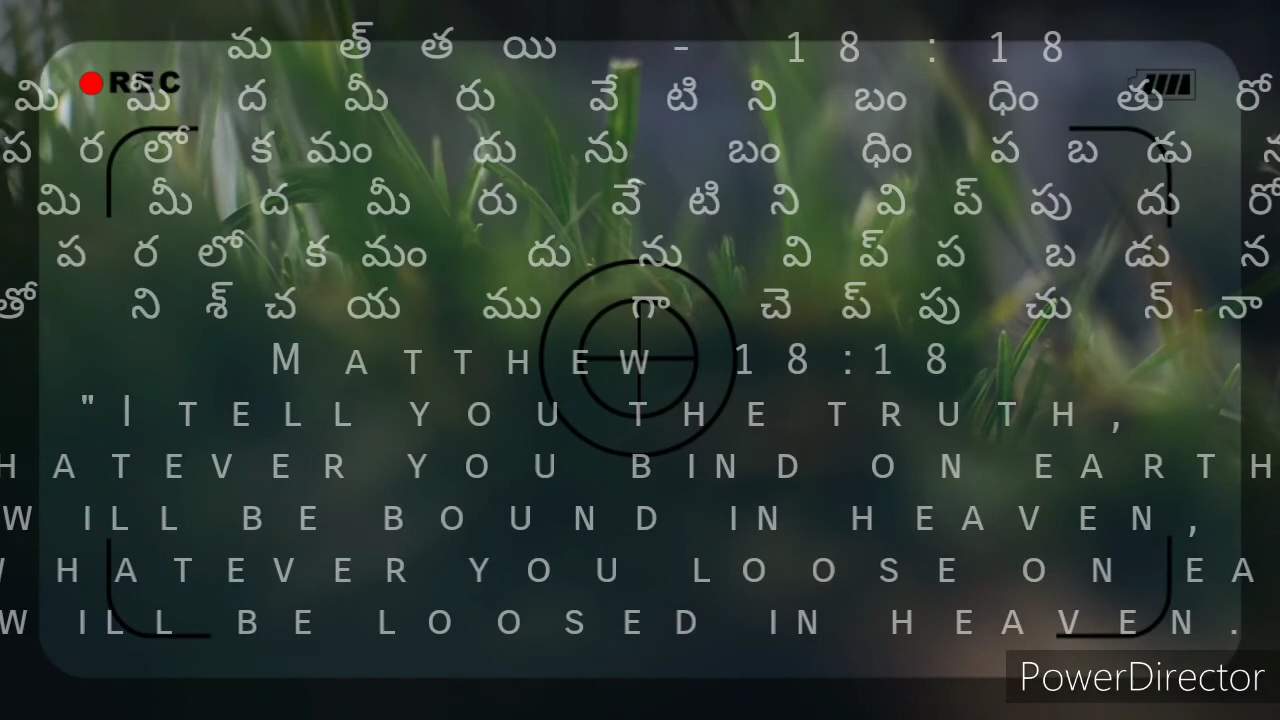 మత్తయి - 18:18
REC
మి మీద మీరు వేటిని బంధింతురో
పరలోకమందును బంధింపబడున
మి మీద మీరు వేటిని విప్పుదురో
పరలోకమందును విప్పబడున
తో నిశ్చయముగా చెప్పుచున్నా
MATTHEW 18:18
"I TELL YOU THE TRUTH,
HATEVER YOU BIND ON EARTH
WILL BE BOUND IN HEAVEN,
WHATEVER YOU LOOSE ON EA
WILL BE LOOSED IN HEAVEN.
PowerDirector